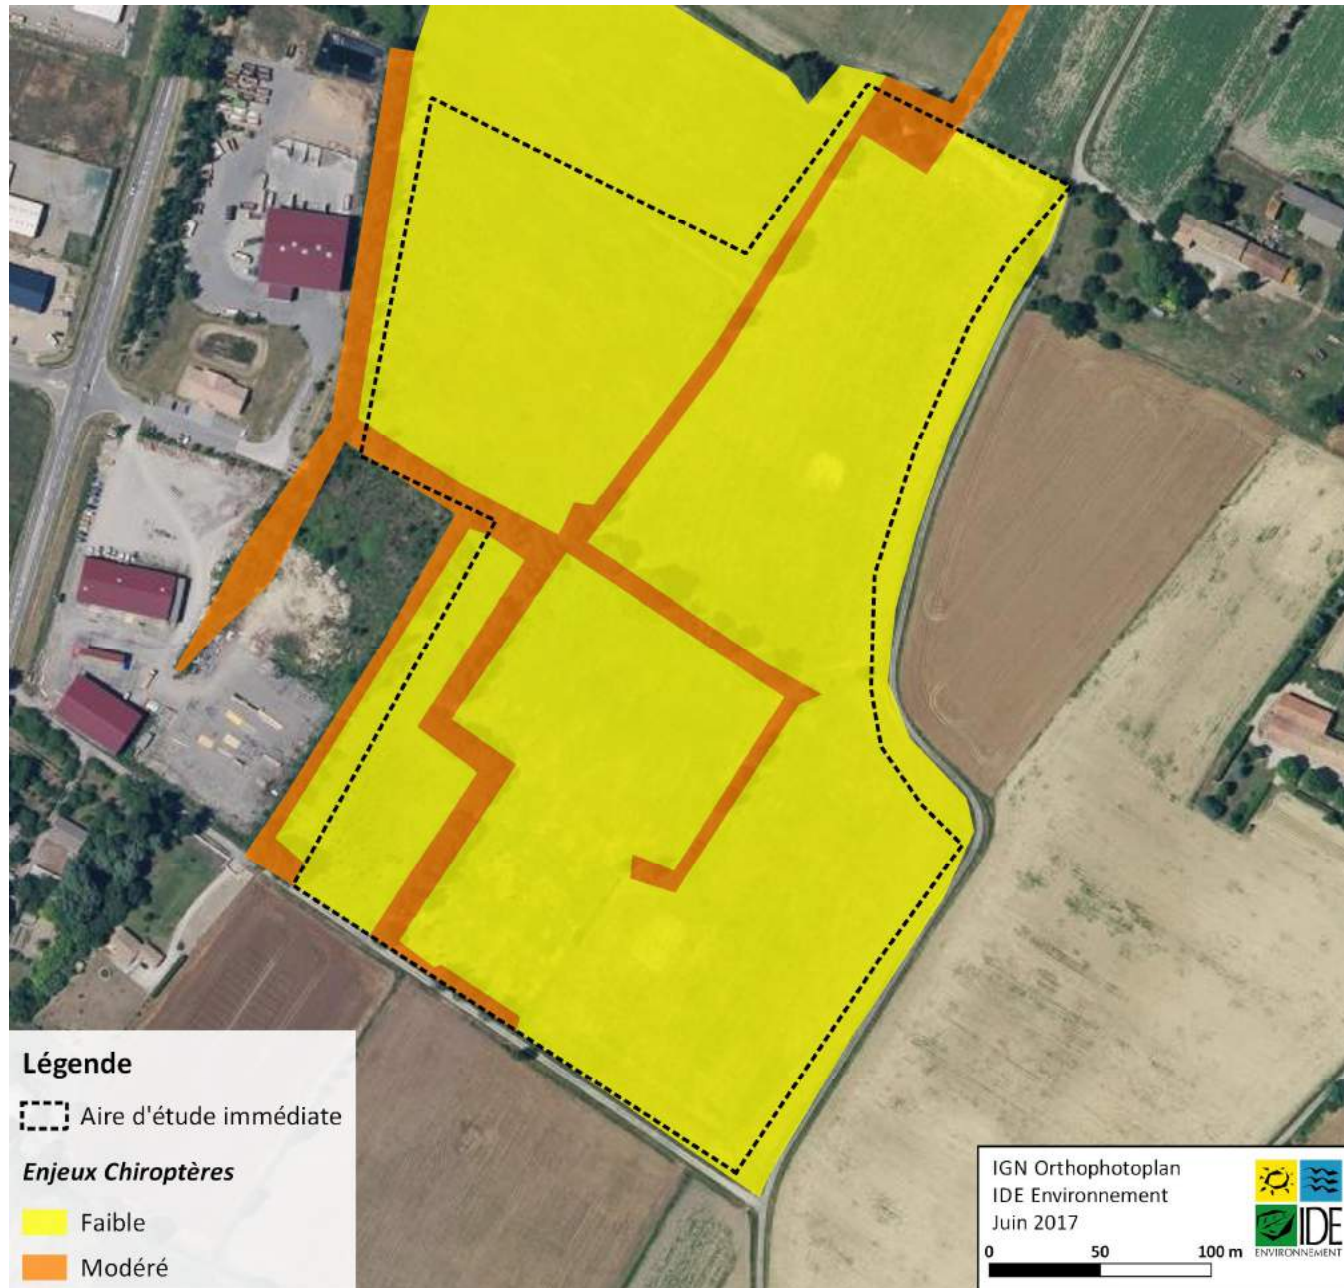 Légende
Aire d'étude immédiate
Enjeux Chiroptères
Faible
Modéré
IGN Orthophotoplan
IDE Environnement
Juin 2017
0 50 100 m
IDE
ENVIRONNEMENT